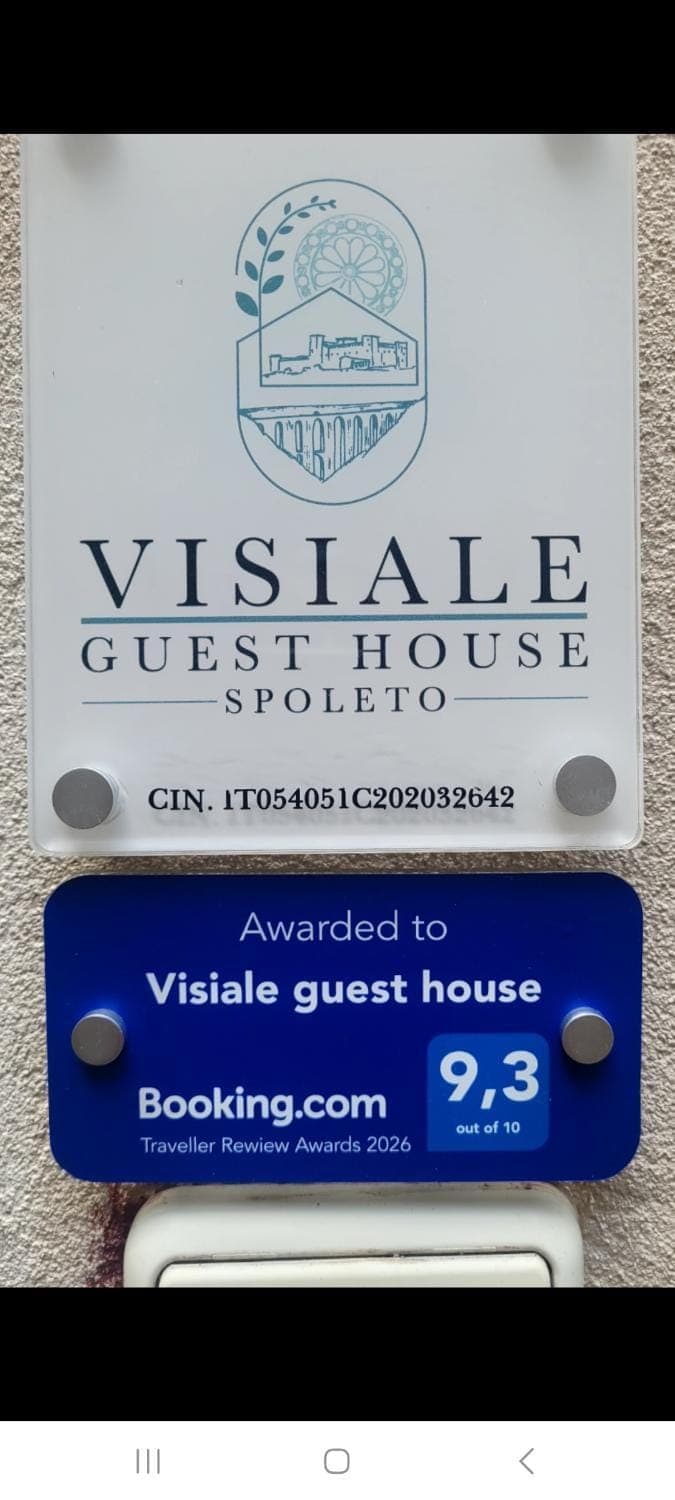 VISIALE
GUEST HOUSE
SPOLETO
CIN. IT054051C202032642
Awarded to
Visiale guest house
Booking.com
9,3
out of 10
Traveller Rewiew Awards 2026